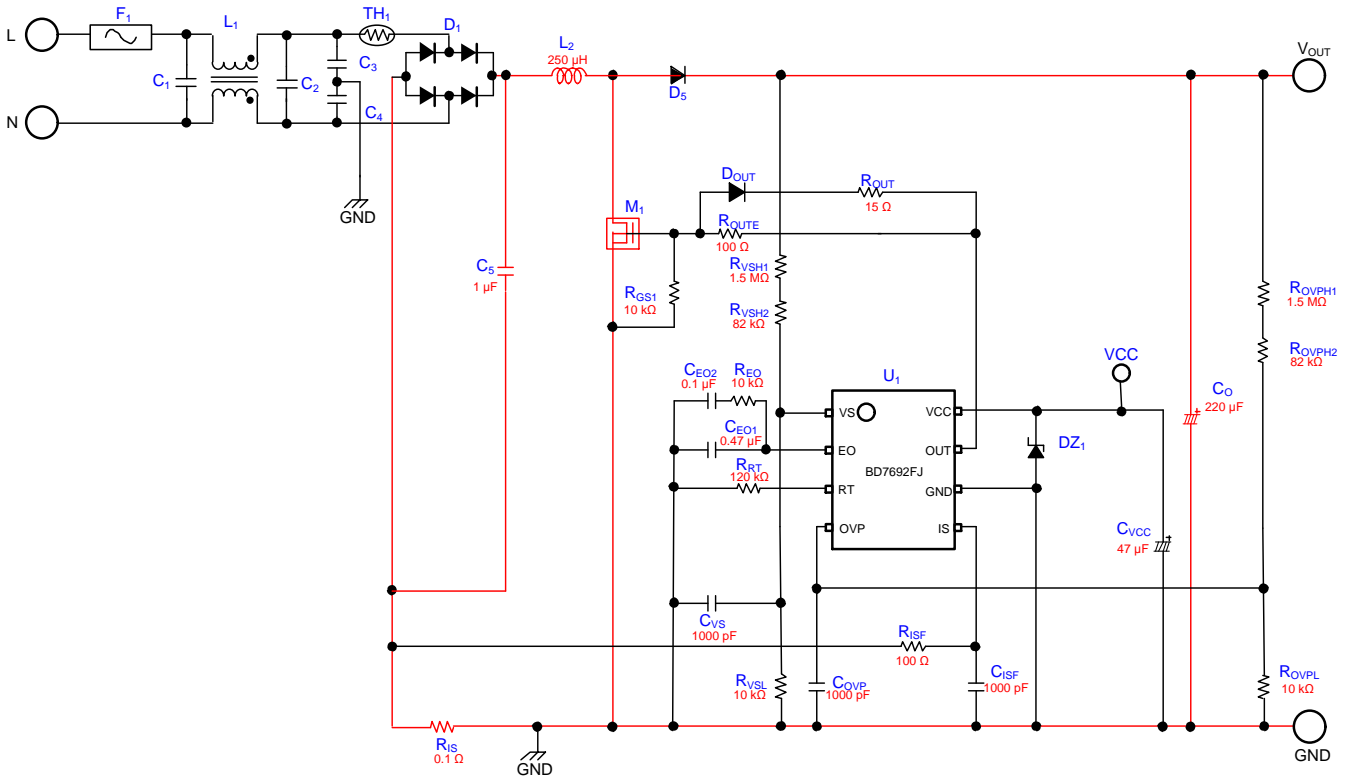 F1
L1
TH1
D1
L
C1
C2
C3
C4
N
GND
L2
250 µH
D5
VOUT
DOUT
ROUT
15 Ω
M1
ROUTE
100 Ω
C5
1 µF
RGS1
10 kΩ
RVSH1
1.5 MΩ
RVSH2
82 kΩ
ROVPH1
1.5 MΩ
ROVPH2
82 kΩ
CEO2
0.1 µF
REO
10 kΩ
CEO1
0.47 µF
RRT
120 kΩ
U1
VS
VCC
EO
OUT
BD7692FJ
RT
GND
OVP
IS
VCC
DZ1
CO
220 µF
CVCC
47 µF
CVS
1000 pF
RISF
100 Ω
RVSL
10 kΩ
COVP
1000 pF
CISF
1000 pF
ROVPL
10 kΩ
RIS
0.1 Ω
GND
GND